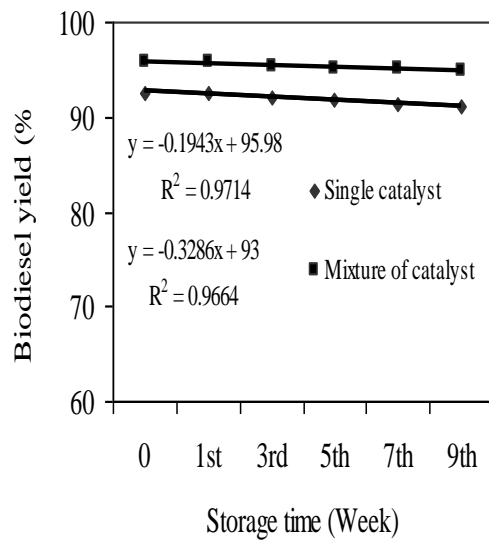 100
90
80
70
60
Biodiesel yield (%
y = -0.1943x + 95.98
R² = 0.9714
y = -0.3286x + 93
R² = 0.9664
Single catalyst
Mixture of catalyst
0 1st 3rd 5th 7th 9th
Storage time (Week)